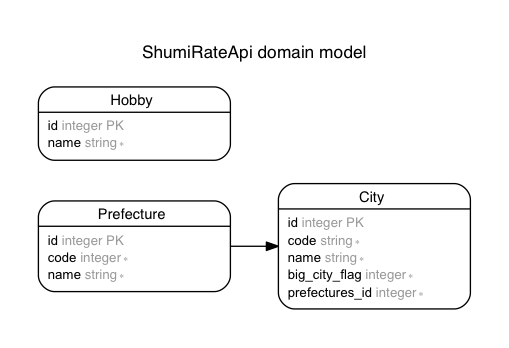 ShumiRateApi domain model
Hobby
id integer PK
name string *
Prefecture
id integer PK
code integer *
name string *
City
id integer PK
code string *
name string *
big_city_flag integer *
prefectures_id integer *